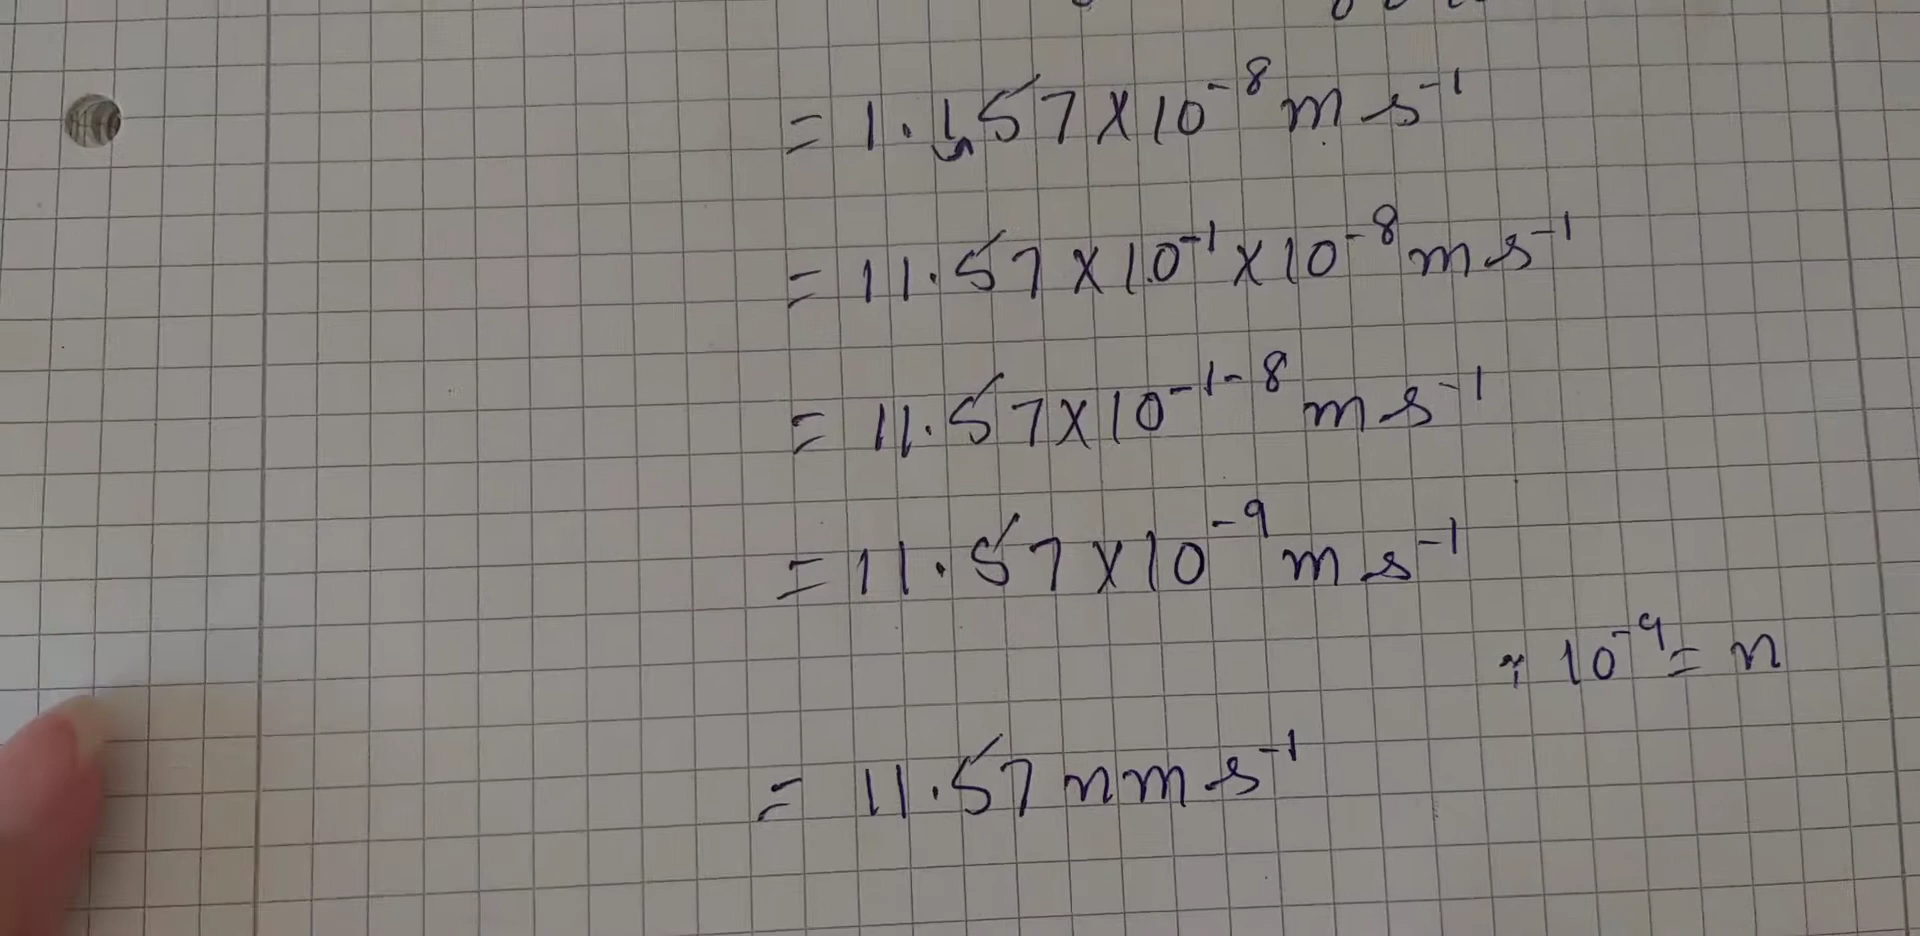 = 1.157 × 10⁻⁸ m s⁻¹
= 11.57 × 10⁻¹ × 10⁻⁸ m s⁻¹
= 11.57 × 10⁻¹⁻⁸ m s⁻¹
= 11.57 × 10⁻⁹ m s⁻¹
∵ 10⁻⁹ = n
= 11.57 nm s⁻¹